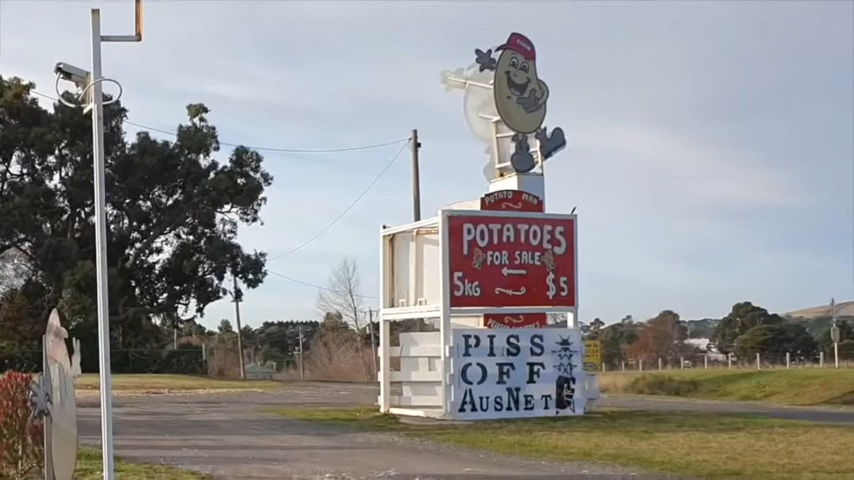 POTATO MAN
POTATOES
FOR SALE
5KG $5
PISS
OFF
AUSNET